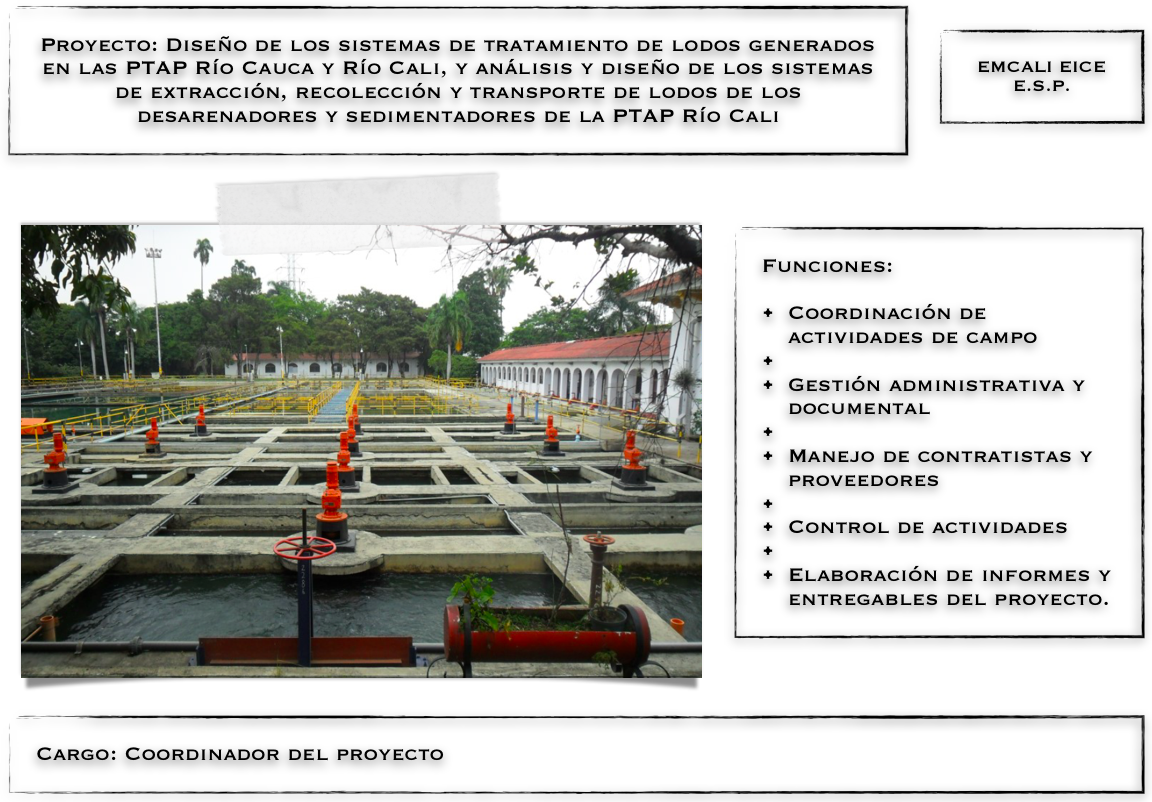 Proyecto: Diseño de los sistemas de tratamiento de lodos generados
en las PTAP Río Cauca y Río Cali, y análisis y diseño de los sistemas
de extracción, recolección y transporte de lodos de los
desarenadores y sedimentadores de la PTAP Río Cali
EMCALI EICE
E.S.P.
Funciones:
+ Coordinación de
actividades de campo
+
+ Gestión administrativa y
documental
+
+ Manejo de contratistas y
proveedores
+
+ Control de actividades
+
+ Elaboración de informes y
entregables del proyecto.
Cargo: Coordinador del proyecto